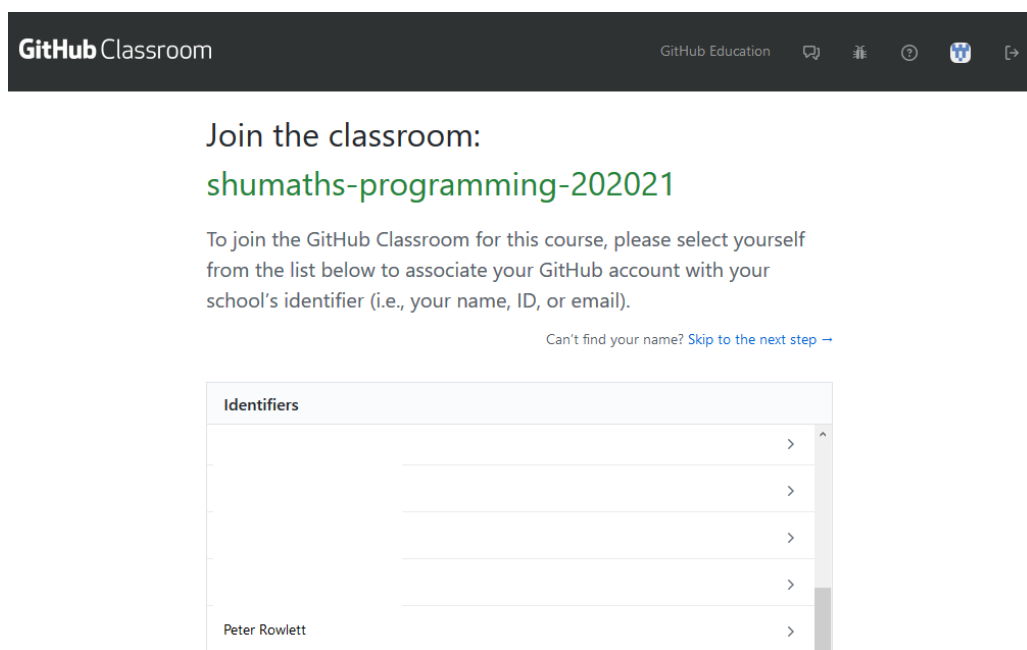 GitHub Classroom
GitHub Education
Join the classroom:
shumaths-programming-202021
To join the GitHub Classroom for this course, please select yourself
from the list below to associate your GitHub account with your
school's identifier (i.e., your name, ID, or email).
Can't find your name? Skip to the next step →
Identifiers
Peter Rowlett